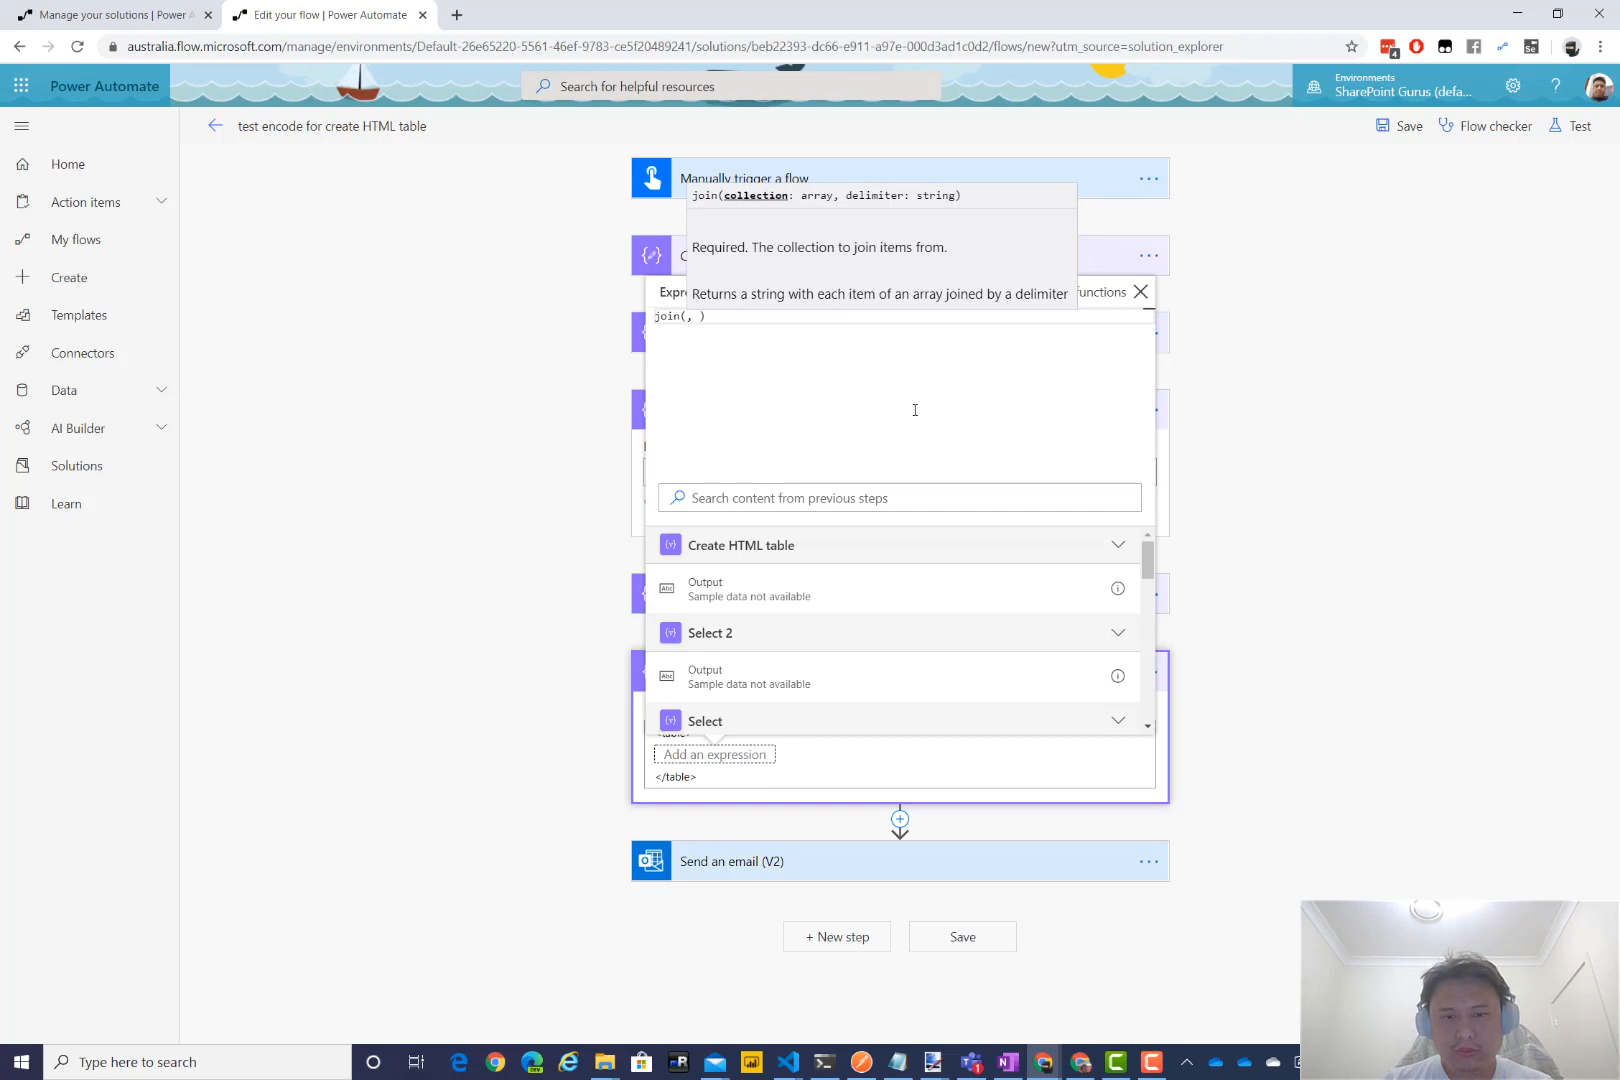 Manage your solutions | Power A
Edit your flow | Power Automate
australia.flow.microsoft.com/manage/environments/Default-26e65220-5561-46ef-9783-ce5f20489241/solutions/beb22393-dc66-e911-a97e-000d3ad1c0d2/flows/new?utm_source=solution_explorer
4
Power Automate
Search for helpful resources
Environments
SharePoint Gurus (defa...
test encode for create HTML table
Save
Flow checker
Test
Home
Action items
My flows
Create
Templates
Connectors
Data
AI Builder
Solutions
Learn
Manually trigger a flow
join(collection: array, delimiter: string)
Required. The collection to join items from.
Returns a string with each item of an array joined by a delimiter
Expre
functions
join(, )
Search content from previous steps
Create HTML table
Abc
Output
Sample data not available
Select 2
Abc
Output
Sample data not available
Select
<table>
Add an expression
</table>
Send an email (V2)
+ New step
Save
Type here to search